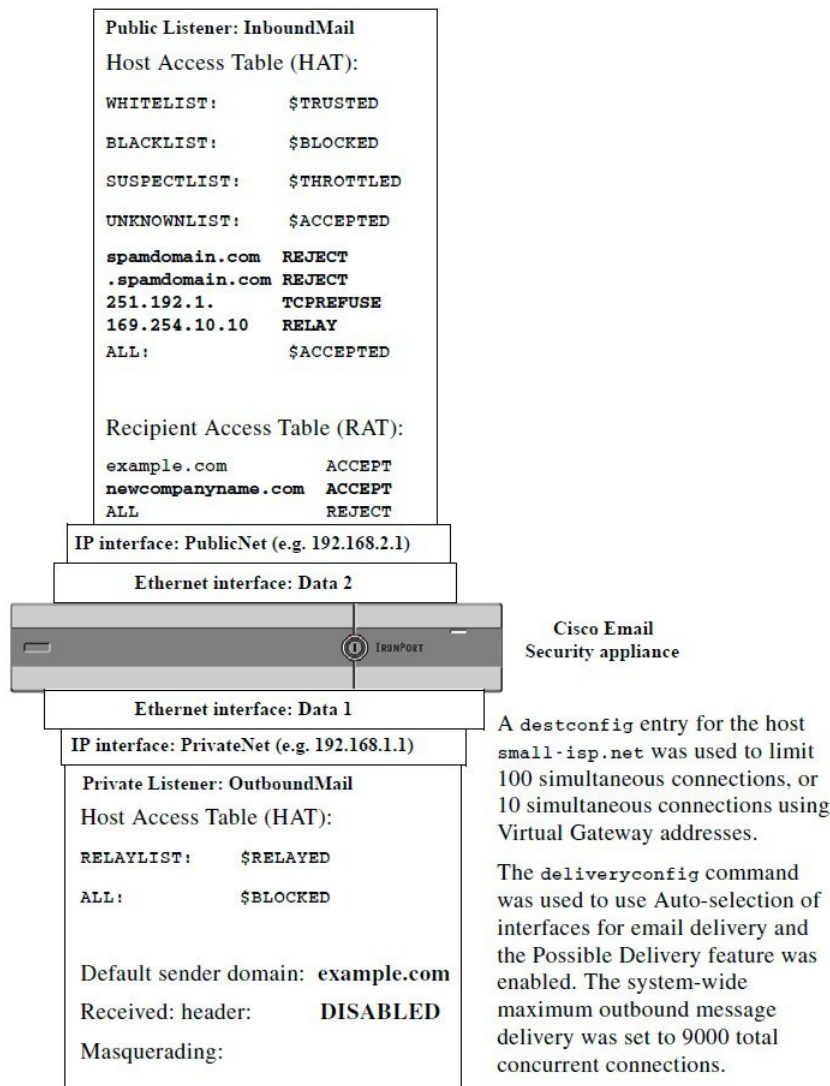 Public Listener: InboundMail
Host Access Table (HAT):
WHITELIST: $TRUSTED
BLACKLIST: $BLOCKED
SUSPECTLIST: $THROTTLED
UNKNOWNLIST: $ACCEPTED
spamdomain.com REJECT
.spamdomain.com REJECT
251.192.1. TCPREFUSE
169.254.10.10 RELAY
ALL: $ACCEPTED
Recipient Access Table (RAT):
example.com ACCEPT
newcompanyname.com ACCEPT
ALL REJECT
IP interface: PublicNet (e.g. 192.168.2.1)
Ethernet interface: Data 2
IRONPORT
Cisco Email
Security appliance
Ethernet interface: Data 1
IP interface: PrivateNet (e.g. 192.168.1.1)
Private Listener: OutboundMail
Host Access Table (HAT):
RELAYLIST: $RELAYED
ALL: $BLOCKED
Default sender domain: example.com
Received: header: DISABLED
Masquerading:
A destconfig entry for the host
small-isp.net was used to limit
100 simultaneous connections, or
10 simultaneous connections using
Virtual Gateway addresses.
The deliveryconfig command
was used to use Auto-selection of
interfaces for email delivery and
the Possible Delivery feature was
enabled. The system-wide
maximum outbound message
delivery was set to 9000 total
concurrent connections.